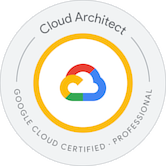 Cloud Architect
GOOGLE CLOUD CERTIFIED · PROFESSIONAL